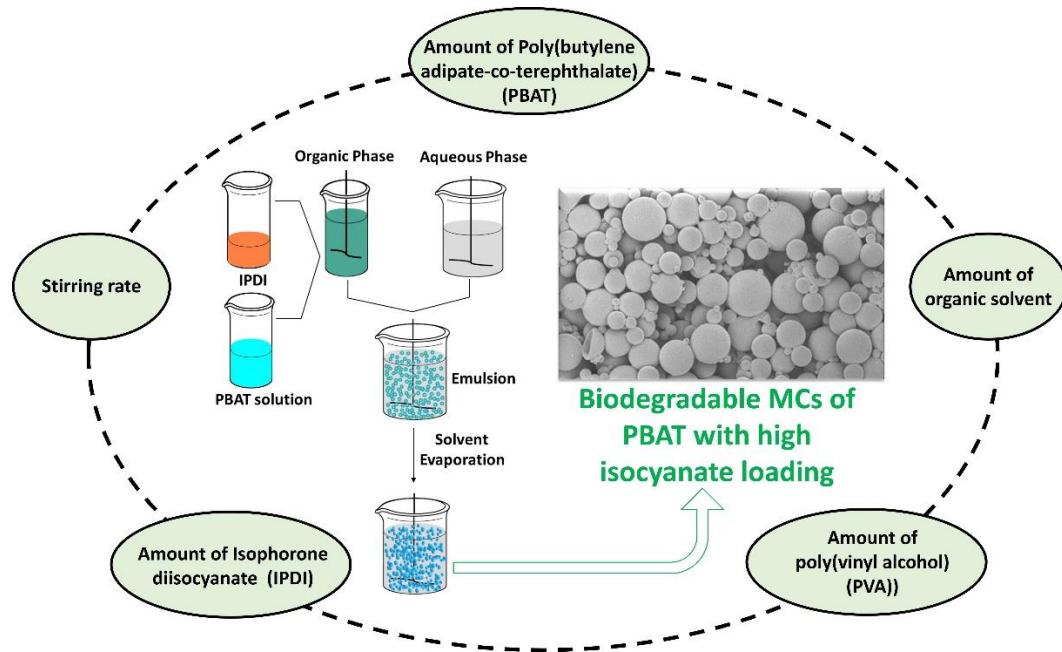 Amount of Poly(butylene
adipate-co-terephthalate)
(PBAT)
Organic Phase
Aqueous Phase
IPDI
PBAT solution
Emulsion
Solvent
Evaporation
Stirring rate
Amount of
organic solvent
Biodegradable MCs of
PBAT with high
isocyanate loading
Amount of Isophorone
diisocyanate (IPDI)
Amount of
poly(vinyl alcohol)
(PVA))